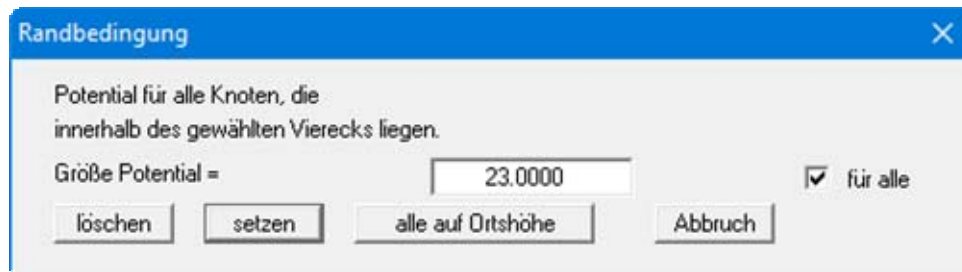 Randbedingung
Potential für alle Knoten, die
innerhalb des gewählten Vierecks liegen.
Größe Potential = 23.0000 für alle
löschen setzen alle auf Ortshöhe Abbruch